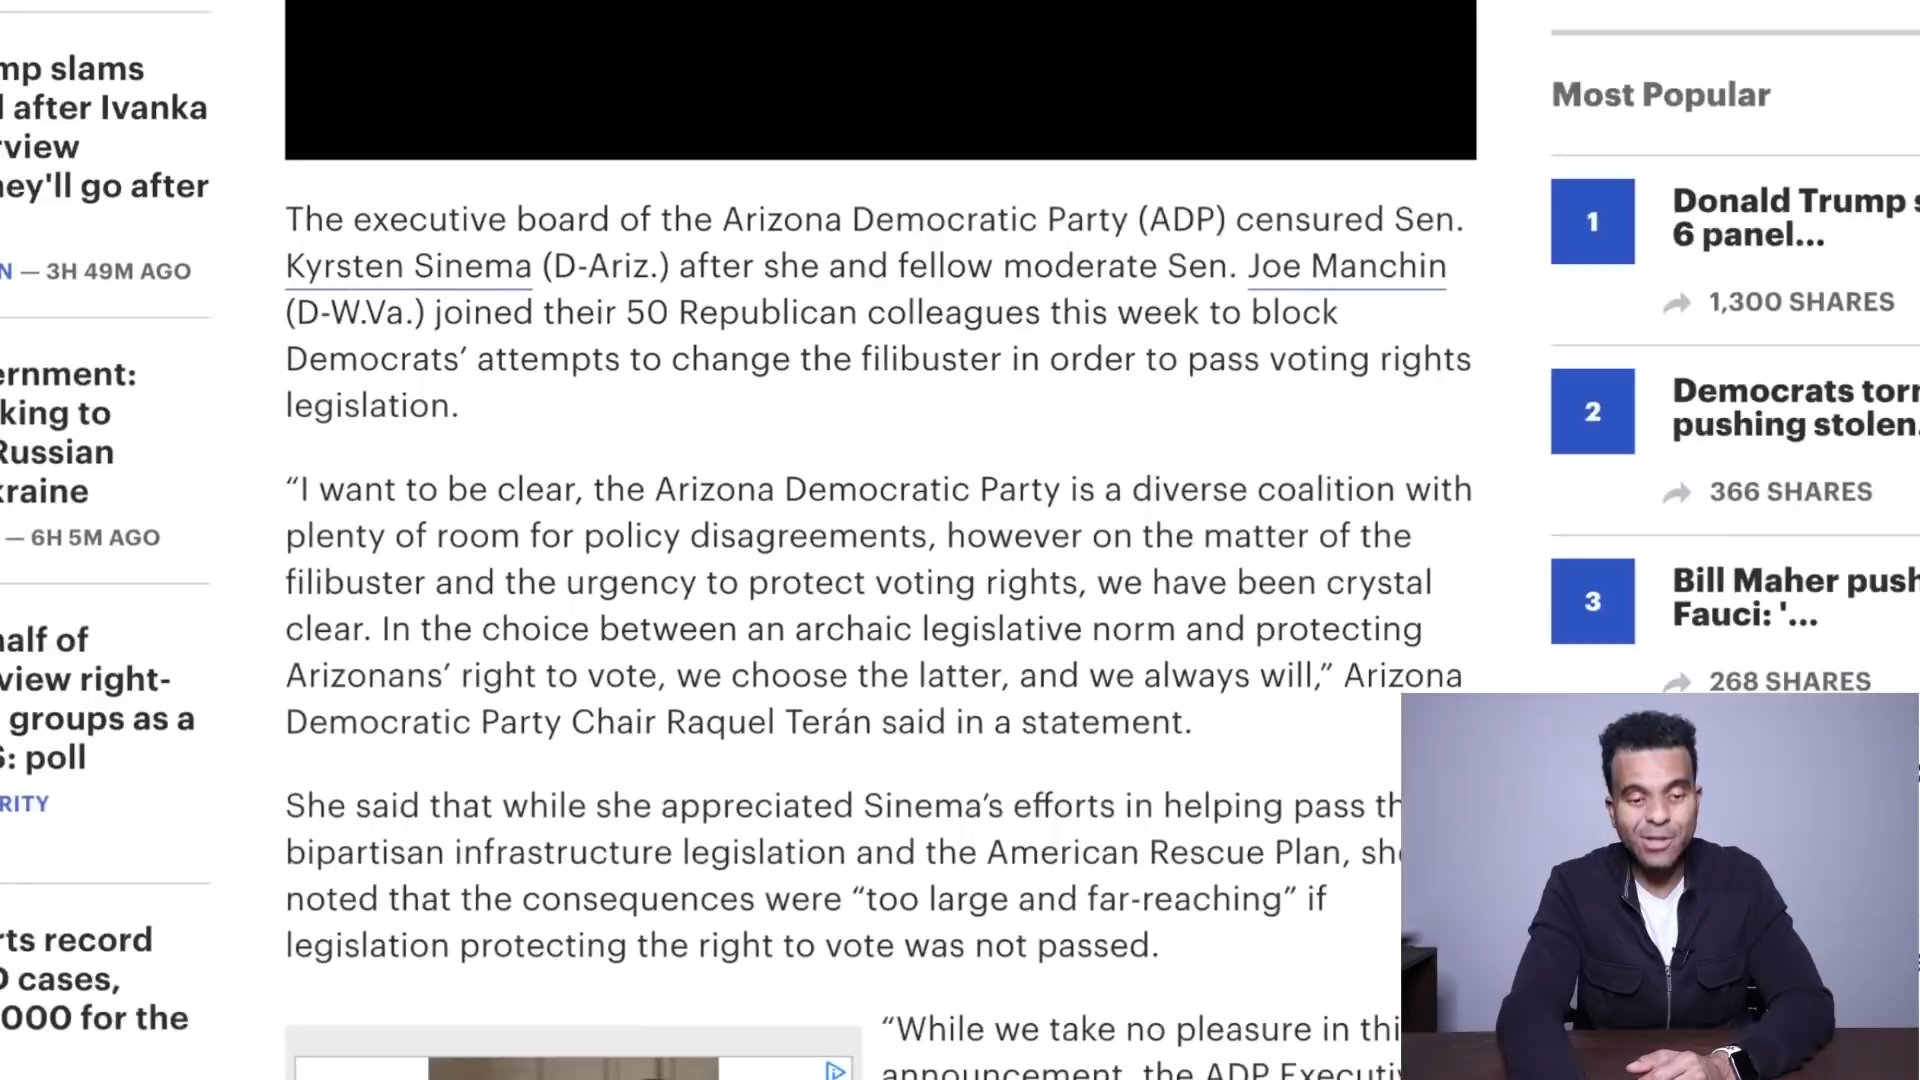 mp slams
after Ivanka
rview
ney'll go after
N — 3H 49M AGO
ernment:
king to
Russian
kraine
— 6H 5M AGO
half of
view right-
groups as a
S: poll
RITY
rts record
cases,
000 for the
The executive board of the Arizona Democratic Party (ADP) censured Sen.
Kyrsten Sinema (D-Ariz.) after she and fellow moderate Sen. Joe Manchin
(D-W.Va.) joined their 50 Republican colleagues this week to block
Democrats’ attempts to change the filibuster in order to pass voting rights
legislation.
“I want to be clear, the Arizona Democratic Party is a diverse coalition with
plenty of room for policy disagreements, however on the matter of the
filibuster and the urgency to protect voting rights, we have been crystal
clear. In the choice between an archaic legislative norm and protecting
Arizonans’ right to vote, we choose the latter, and we always will,” Arizona
Democratic Party Chair Raquel Terán said in a statement.
She said that while she appreciated Sinema’s efforts in helping pass th
bipartisan infrastructure legislation and the American Rescue Plan, she
noted that the consequences were “too large and far-reaching” if
legislation protecting the right to vote was not passed.
“While we take no pleasure in thi
announcement, the ADP Executiv
Most Popular
1
Donald Trump s
6 panel...
1,300 SHARES
2
Democrats torn
pushing stolen.
366 SHARES
3
Bill Maher push
Fauci: '...
268 SHARES